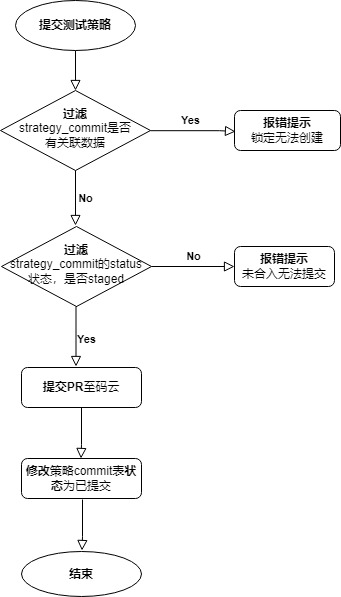 提交测试策略
过滤
strategy_commit是否
有关联数据
Yes
报错提示
锁定无法创建
No
过滤
strategy_commit的status
状态，是否staged
No
报错提示
未合入无法提交
Yes
提交PR至码云
修改策略commit表状
态为已提交
结束